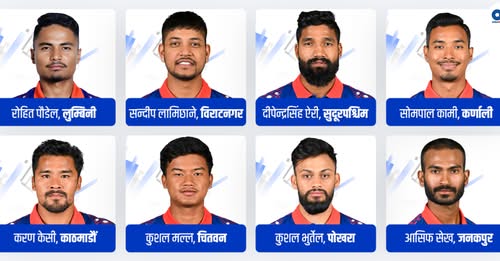 रोहित पौडेल, लुम्बिनी
सन्दीप लामिछाने, विराटनगर
दीपेन्द्रसिंह ऐरी, सुदूरपश्चिम
सोमपाल कामी, कर्णाली
करण केसी, काठमाडौं
कुशल मल्ल, चितवन
कुशल भुर्तेल, पोखरा
आसिफ सेख, जनकपुर